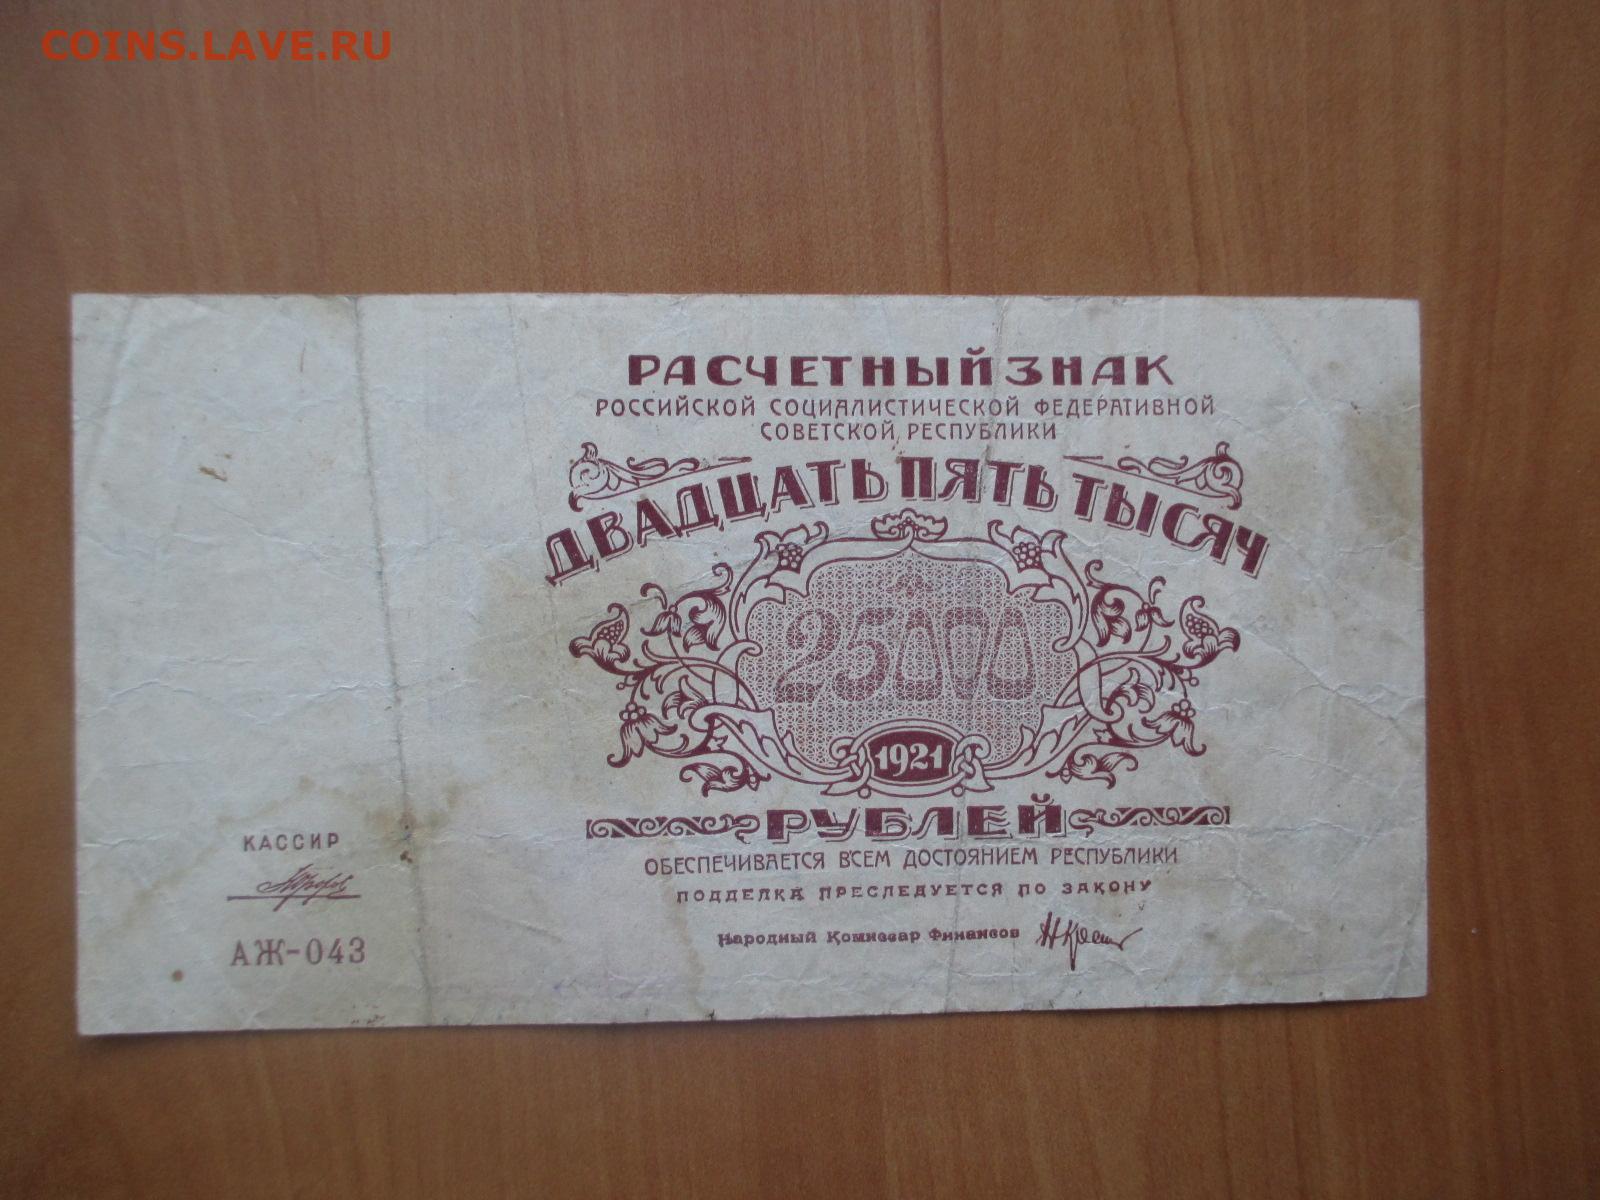 COINS.LAVE.RU
РАСЧЕТНЫЙ ЗНАК
РОССИЙСКОЙ СОЦИАЛИСТИЧЕСКОЙ ФЕДЕРАТИВНОЙ
СОВЕТСКОЙ РЕСПУБЛИКИ
ДВАДЦАТЬ ПЯТЬ ТЫСЯЧ
25000
1921
РУБЛЕЙ
ОБЕСПЕЧИВАЕТСЯ ВСЕМ ДОСТОЯНИЕМ РЕСПУБЛИКИ
ПОДДЕЛКА ПРЕСЛЕДУЕТСЯ ПО ЗАКОНУ
Народный Комиссар Финансов
КАССИР
АЖ-043